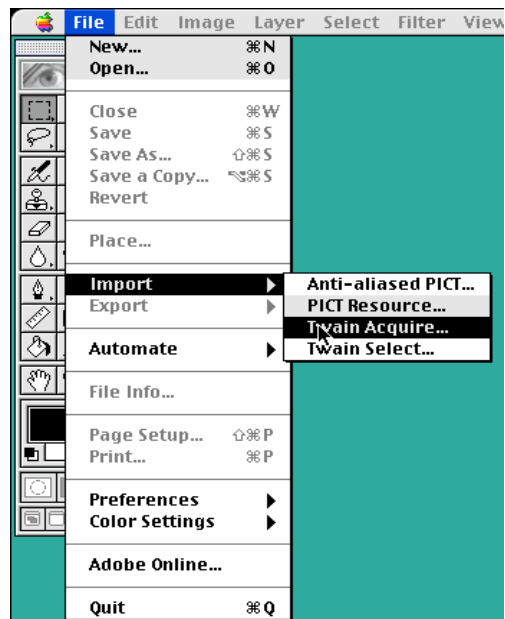 File Edit Image Layer Select Filter View
New... ⌘N
Open... ⌘O
Close ⌘W
Save ⌘S
Save As... ⇧⌘S
Save a Copy... ⌥⌘S
Revert
Place...
Import
Anti-aliased PICT...
Export
PICT Resource...
Twain Acquire...
Automate
Twain Select...
File Info...
Page Setup... ⇧⌘P
Print... ⌘P
Preferences
Color Settings
Adobe Online...
Quit ⌘Q